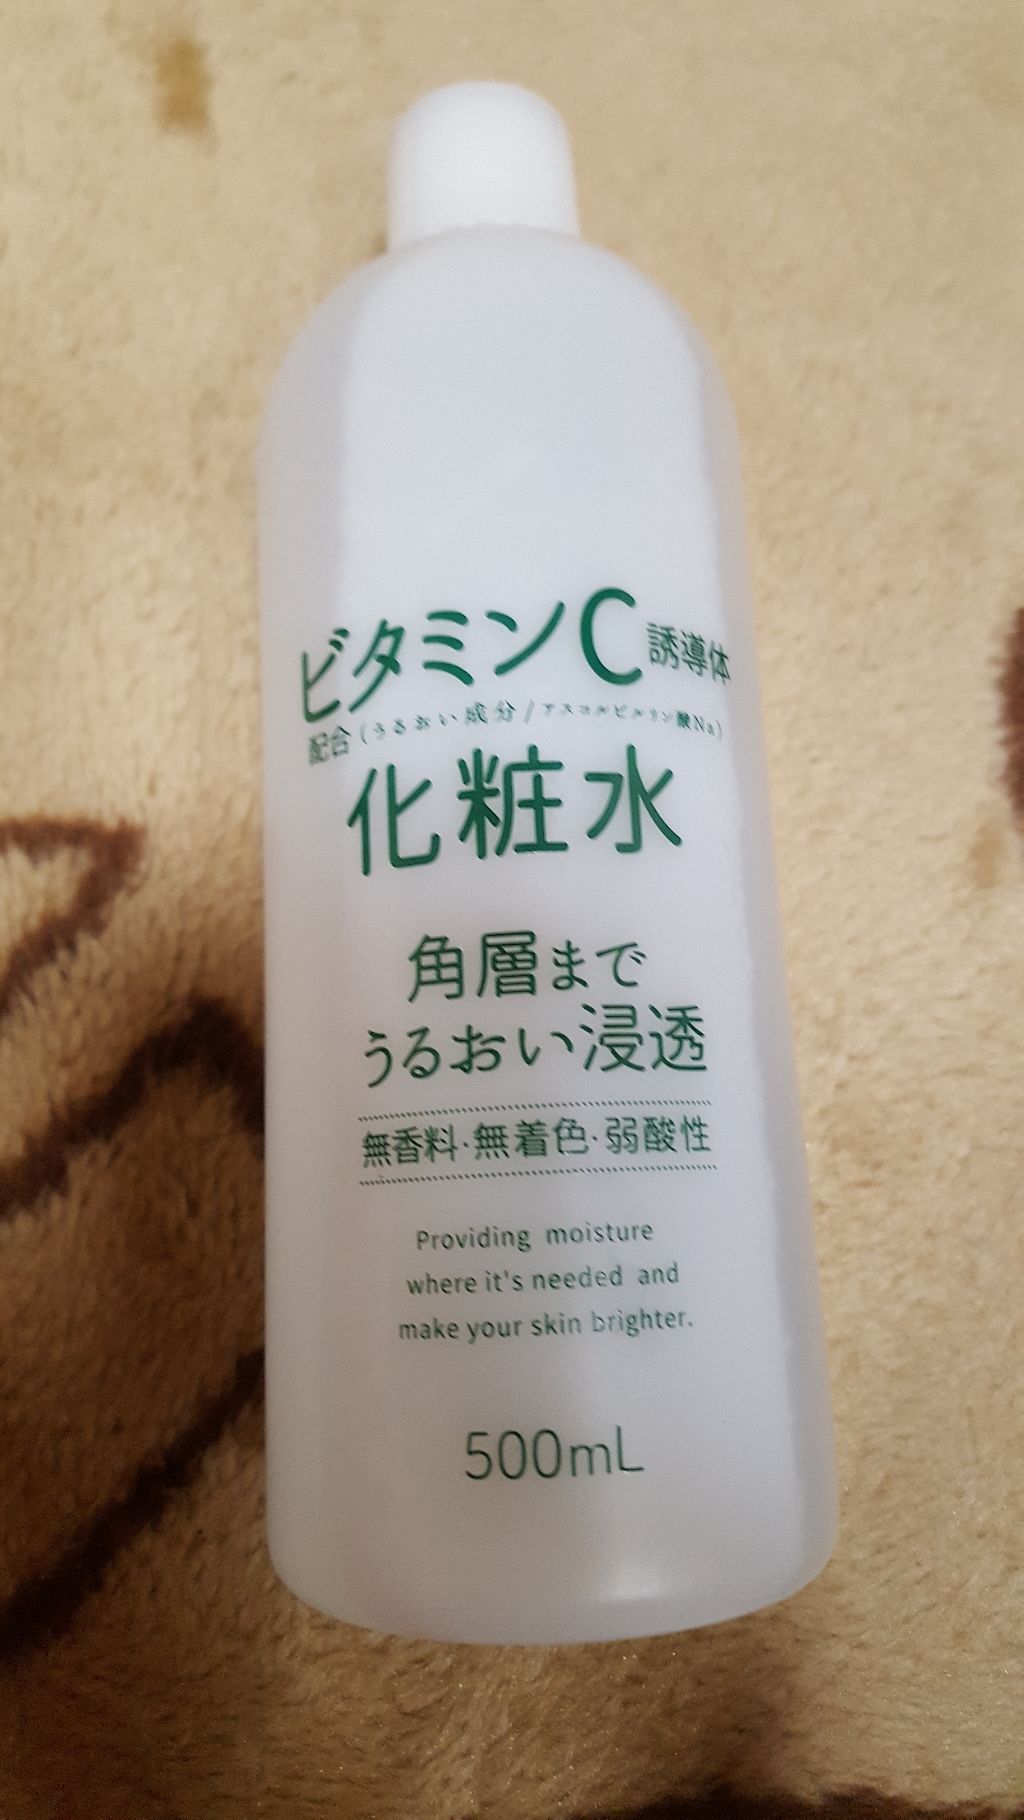 ビタミンC誘導体
配合(うるおい成分/アスコルビルリン酸Na)
化粧水
角層まで
うるおい浸透
無香料・無着色・弱酸性
Providing moisture
where it's needed and
make your skin brighter.
500mL